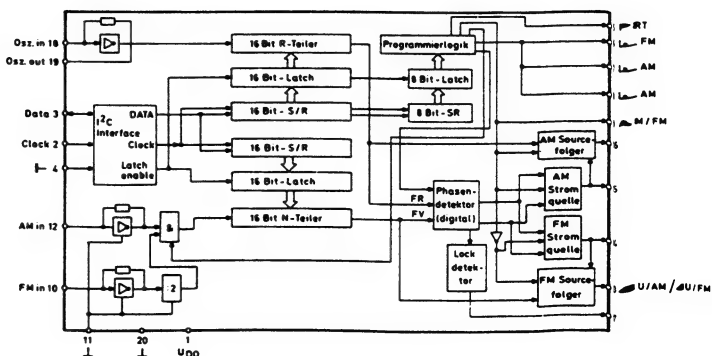 Osz. in 18
Osz. out 19
Data 3
Clock 2
4
AM in 12
FM in 10
11
20
1
UDD
I²C
Interface
DATA
Clock
Latch
enable
16 Bit R-Teiler
16 Bit-Latch
16 Bit-S/R
16 Bit-S/R
16 Bit-Latch
16 Bit N-Teiler
&
:2
Programmierlogik
8 Bit-Latch
8 Bit-SR
FR
FV
Phasen-
detektor
(digital)
Lock
detek-
tor
AM Source-
folger
AM
Strom
quelle
FM
Strom
quelle
FM Source-
folger
RT
FM
AM
AM
M/FM
5
U/AM/dU/FM
7